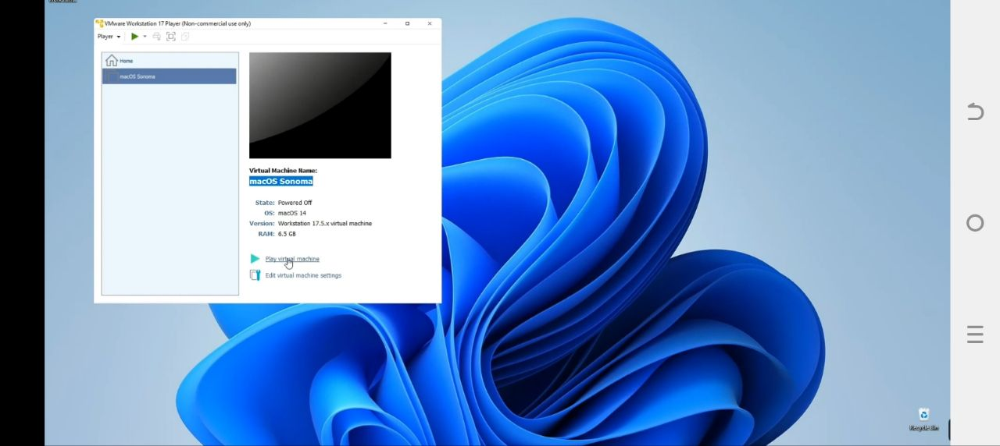 VMware Workstation 17 Player (Non-commercial use only)
Player
Home
macOS Sonoma
Virtual Machine Name:
macOS Sonoma
State: Powered Off
OS: macOS 14
Version: Workstation 17.5.x virtual machine
RAM: 6.5 GB
Play virtual machine
Edit virtual machine settings
Recycle Bin